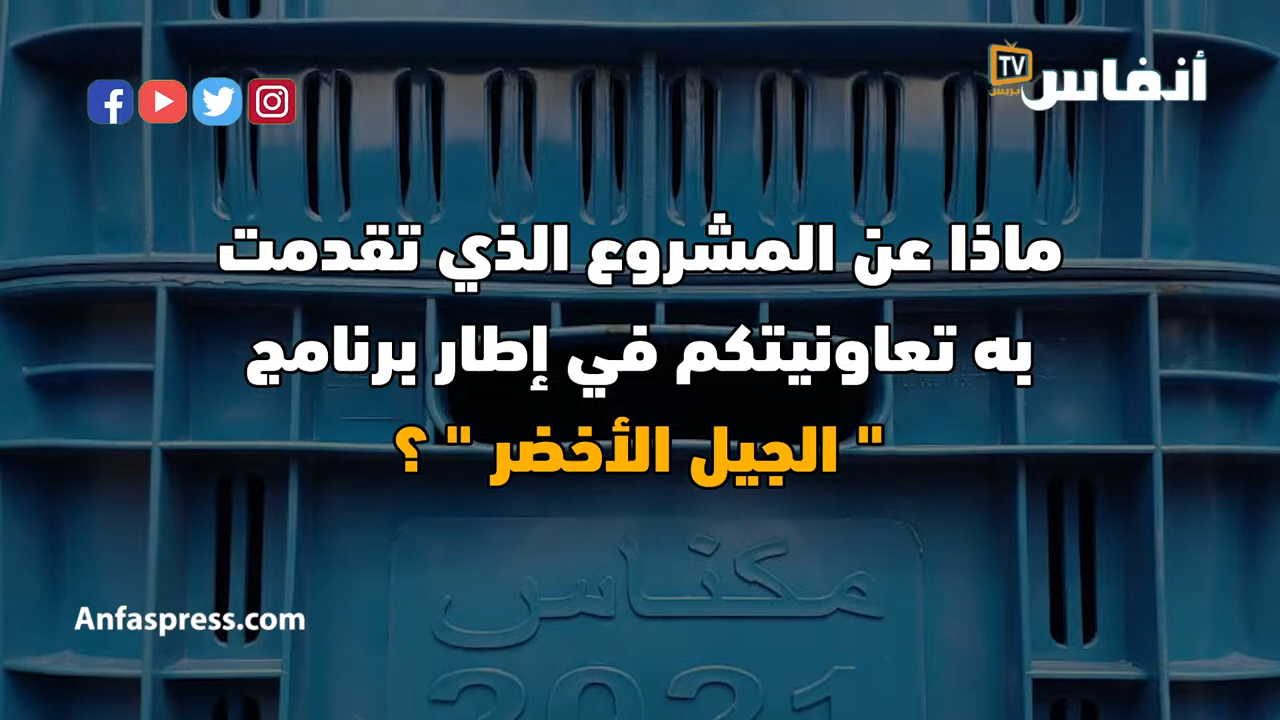 أنفاس
TV
بريس
ماذا عن المشروع الذي تقدمت
به تعاونيتكم في إطار برنامج
" الجيل الأخضر " ؟
مكناس
2021
Anfaspress.com